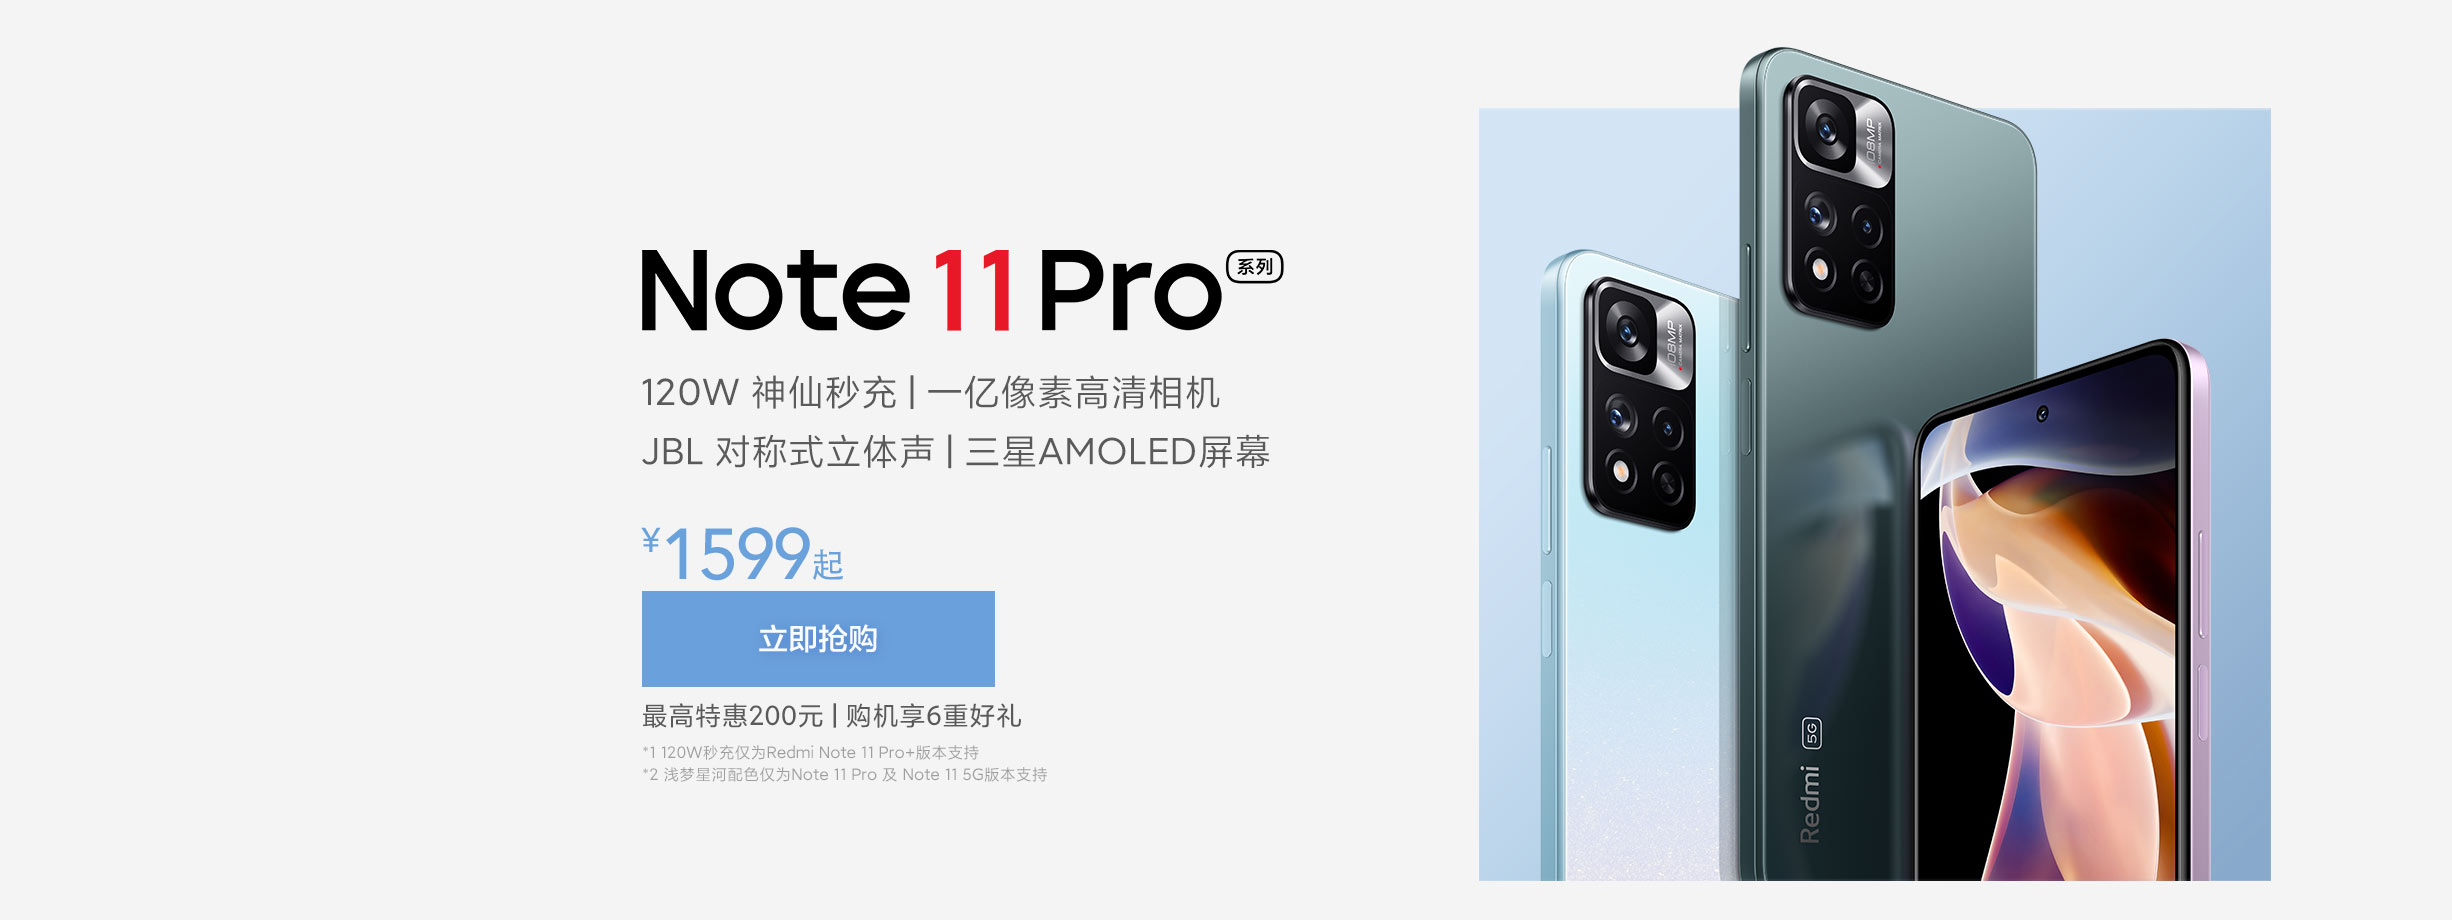 Note 11 Pro 系列
120W 神仙秒充 | 一亿像素高清相机
JBL 对称式立体声 | 三星AMOLED屏幕
¥1599起
立即抢购
最高特惠200元 | 购机享6重好礼
*1 120W秒充仅为Redmi Note 11 Pro+版本支持
*2 浅梦星河配色仅为Note 11 Pro 及 Note 11 5G版本支持
108MP
CAMERA MATRIX
108MP
CAMERA MATRIX
Redmi 5G